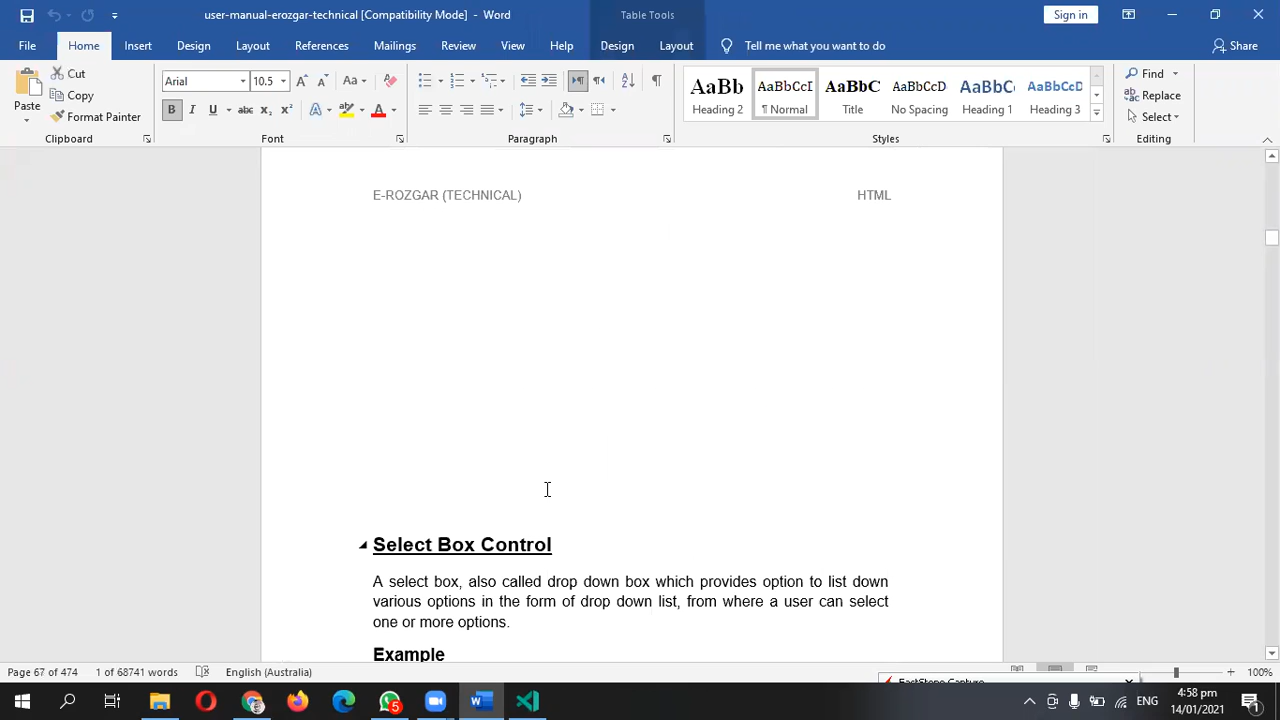 user-manual-erozgar-technical [Compatibility Mode] - Word
Table Tools
Sign in
File Home Insert Design Layout References Mailings Review View Help Design Layout Tell me what you want to do Share
Paste
Cut
Copy
Format Painter
Clipboard
Arial 10.5
Font
Paragraph
AaBb AaBbCcI AaBbC AaBbCcD AaBbC AaBbCcD
Heading 2 ¶ Normal Title No Spacing Heading 1 Heading 3
Styles
Find
Replace
Select
Editing
E-ROZGAR (TECHNICAL) HTML
Select Box Control
A select box, also called drop down box which provides option to list down
various options in the form of drop down list, from where a user can select
one or more options.
Example
Page 67 of 474 1 of 68741 words English (Australia) 100%
FastStone Capture
5
ENG
4:58 pm
14/01/2021
1